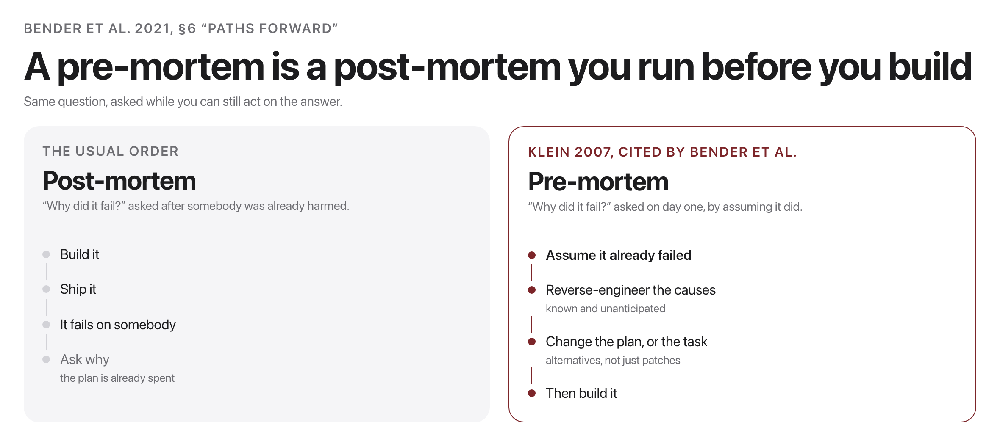 BENDER ET AL. 2021, §6 “PATHS FORWARD”
A pre-mortem is a post-mortem you run before you build
Same question, asked while you can still act on the answer.
THE USUAL ORDER
Post-mortem
“Why did it fail?” asked after somebody was already harmed.
Build it
Ship it
It fails on somebody
Ask why
the plan is already spent
KLEIN 2007, CITED BY BENDER ET AL.
Pre-mortem
“Why did it fail?” asked on day one, by assuming it did.
Assume it already failed
Reverse-engineer the causes
known and unanticipated
Change the plan, or the task
alternatives, not just patches
Then build it